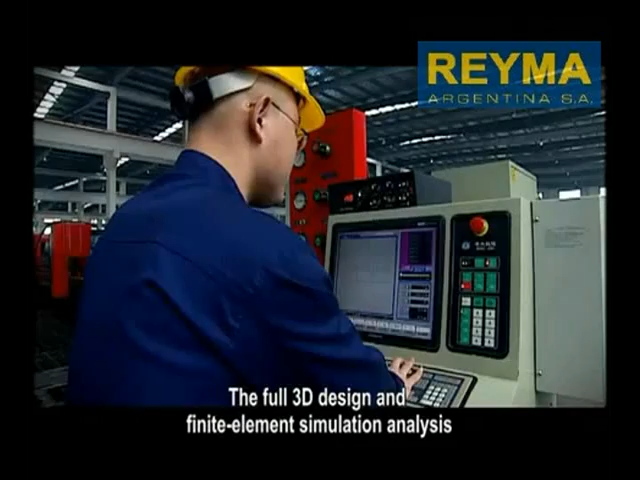 REYMA
ARGENTINA S.A.
The full 3D design and
finite-element simulation analysis